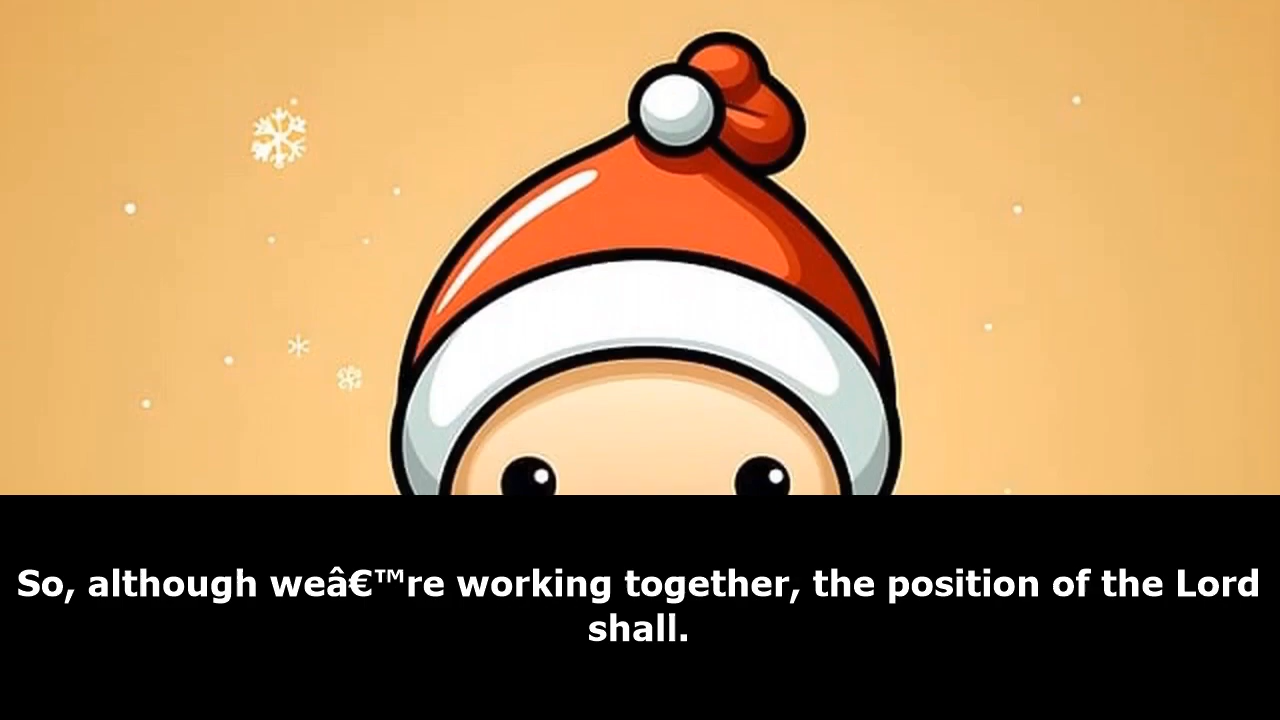 So, although weâ€™re working together, the position of the Lord
shall.